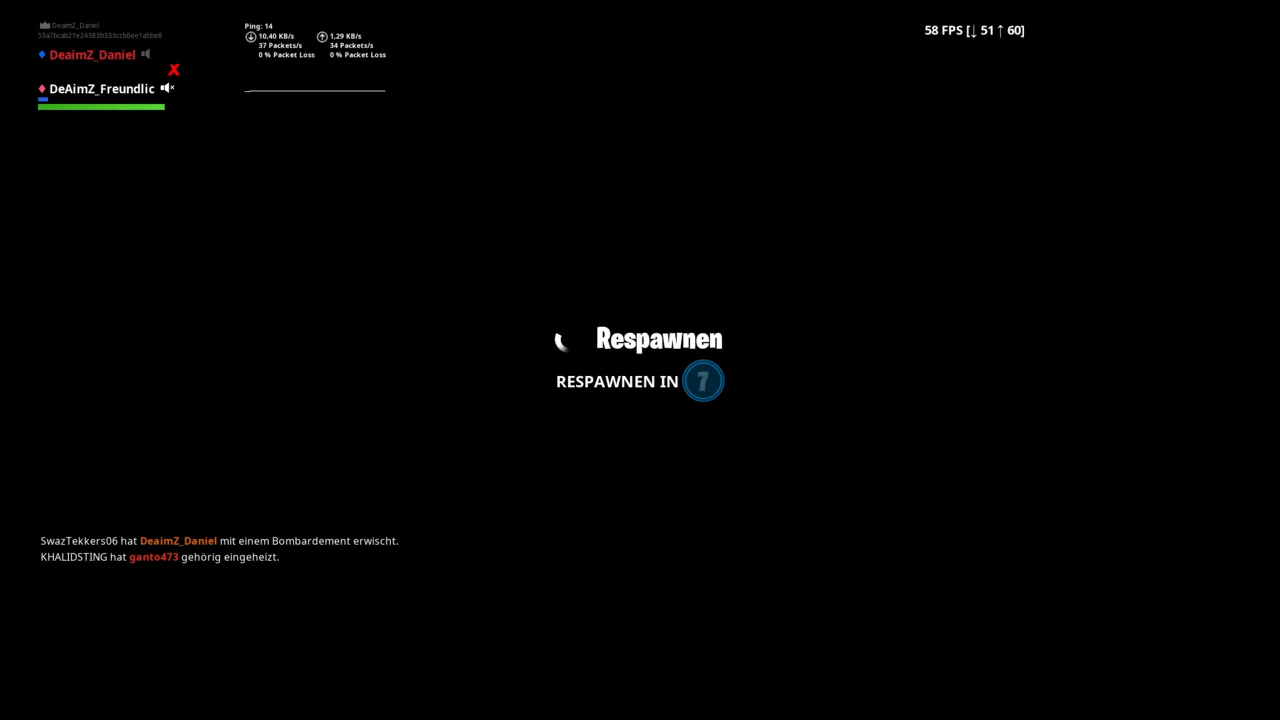 DeaimZ_Daniel
55a7bcab21e24383b333ccb6ee1a5be8
DeaimZ_Daniel
X
DeAimZ_Freundlic
Ping: 14
10,40 KB/s 1,29 KB/s
37 Packets/s 34 Packets/s
0 % Packet Loss 0 % Packet Loss
58 FPS [↓ 51 ↑ 60]
Respawnen
RESPAWNEN IN 7
SwazTekkers06 hat DeaimZ_Daniel mit einem Bombardement erwischt.
KHALIDSTING hat ganto473 gehörig eingeheizt.